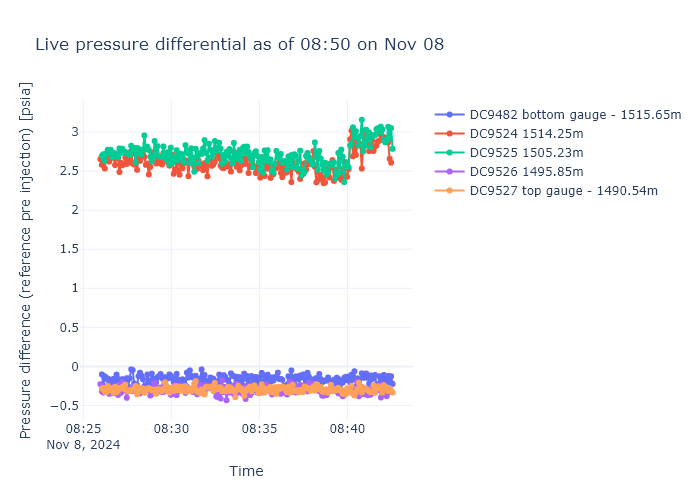 Live pressure differential as of 08:50 on Nov 08
Pressure difference (reference pre injection) [psia]
3
2.5
2
1.5
1
0.5
0
−0.5
08:25
Nov 8, 2024
08:30
08:35
08:40
Time
DC9482 bottom gauge - 1515.65m
DC9524 1514.25m
DC9525 1505.23m
DC9526 1495.85m
DC9527 top gauge - 1490.54m